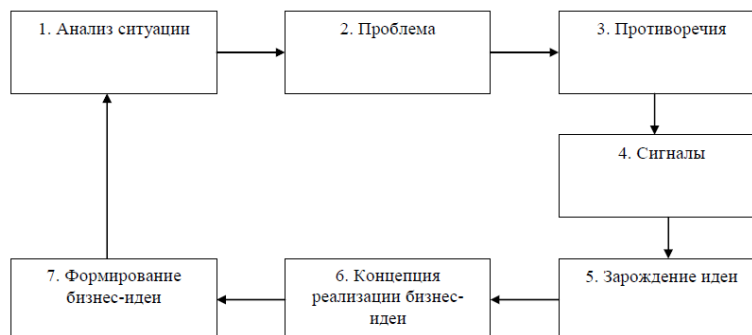 1. Анализ ситуации
2. Проблема
3. Противоречия
4. Сигналы
5. Зарождение идеи
6. Концепция
реализации бизнес-
идеи
7. Формирование
бизнес-идеи